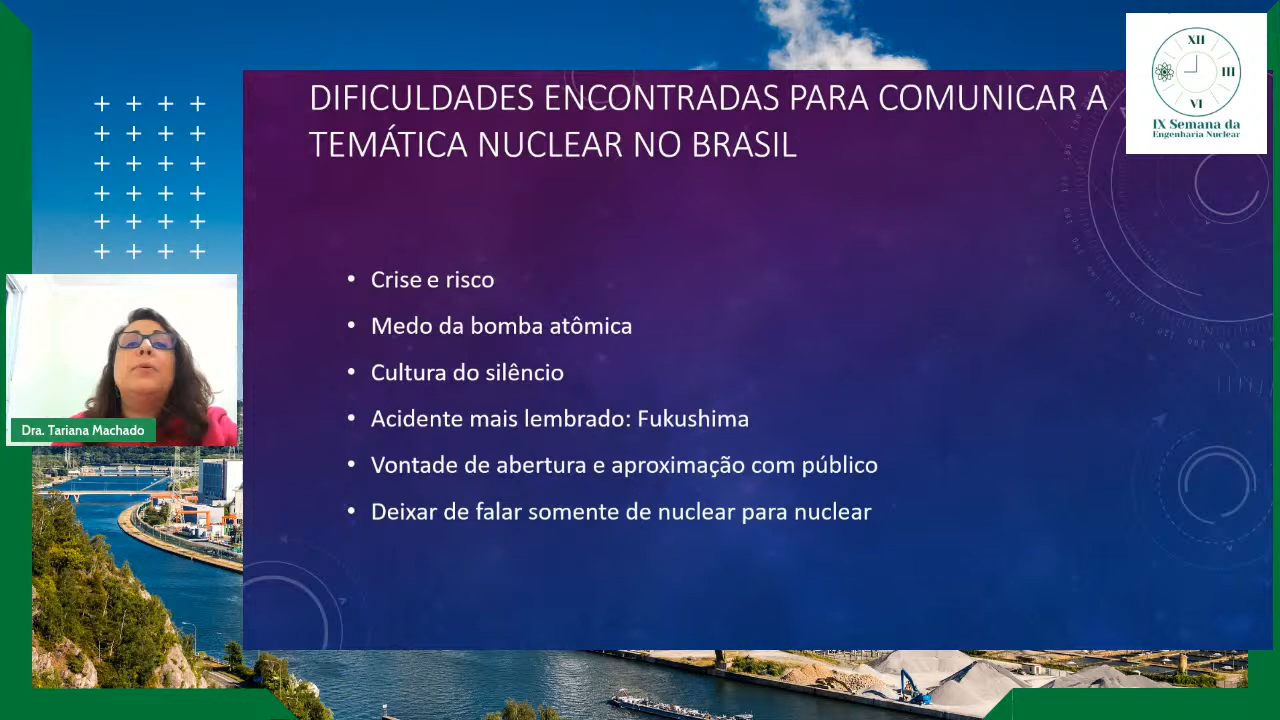 DIFICULDADES ENCONTRADAS PARA COMUNICAR A
TEMÁTICA NUCLEAR NO BRASIL
XII
III
VI
IX Semana da
Engenharia Nuclear
• Crise e risco
• Medo da bomba atômica
• Cultura do silêncio
• Acidente mais lembrado: Fukushima
• Vontade de abertura e aproximação com público
• Deixar de falar somente de nuclear para nuclear
Dra. Tariana Machado